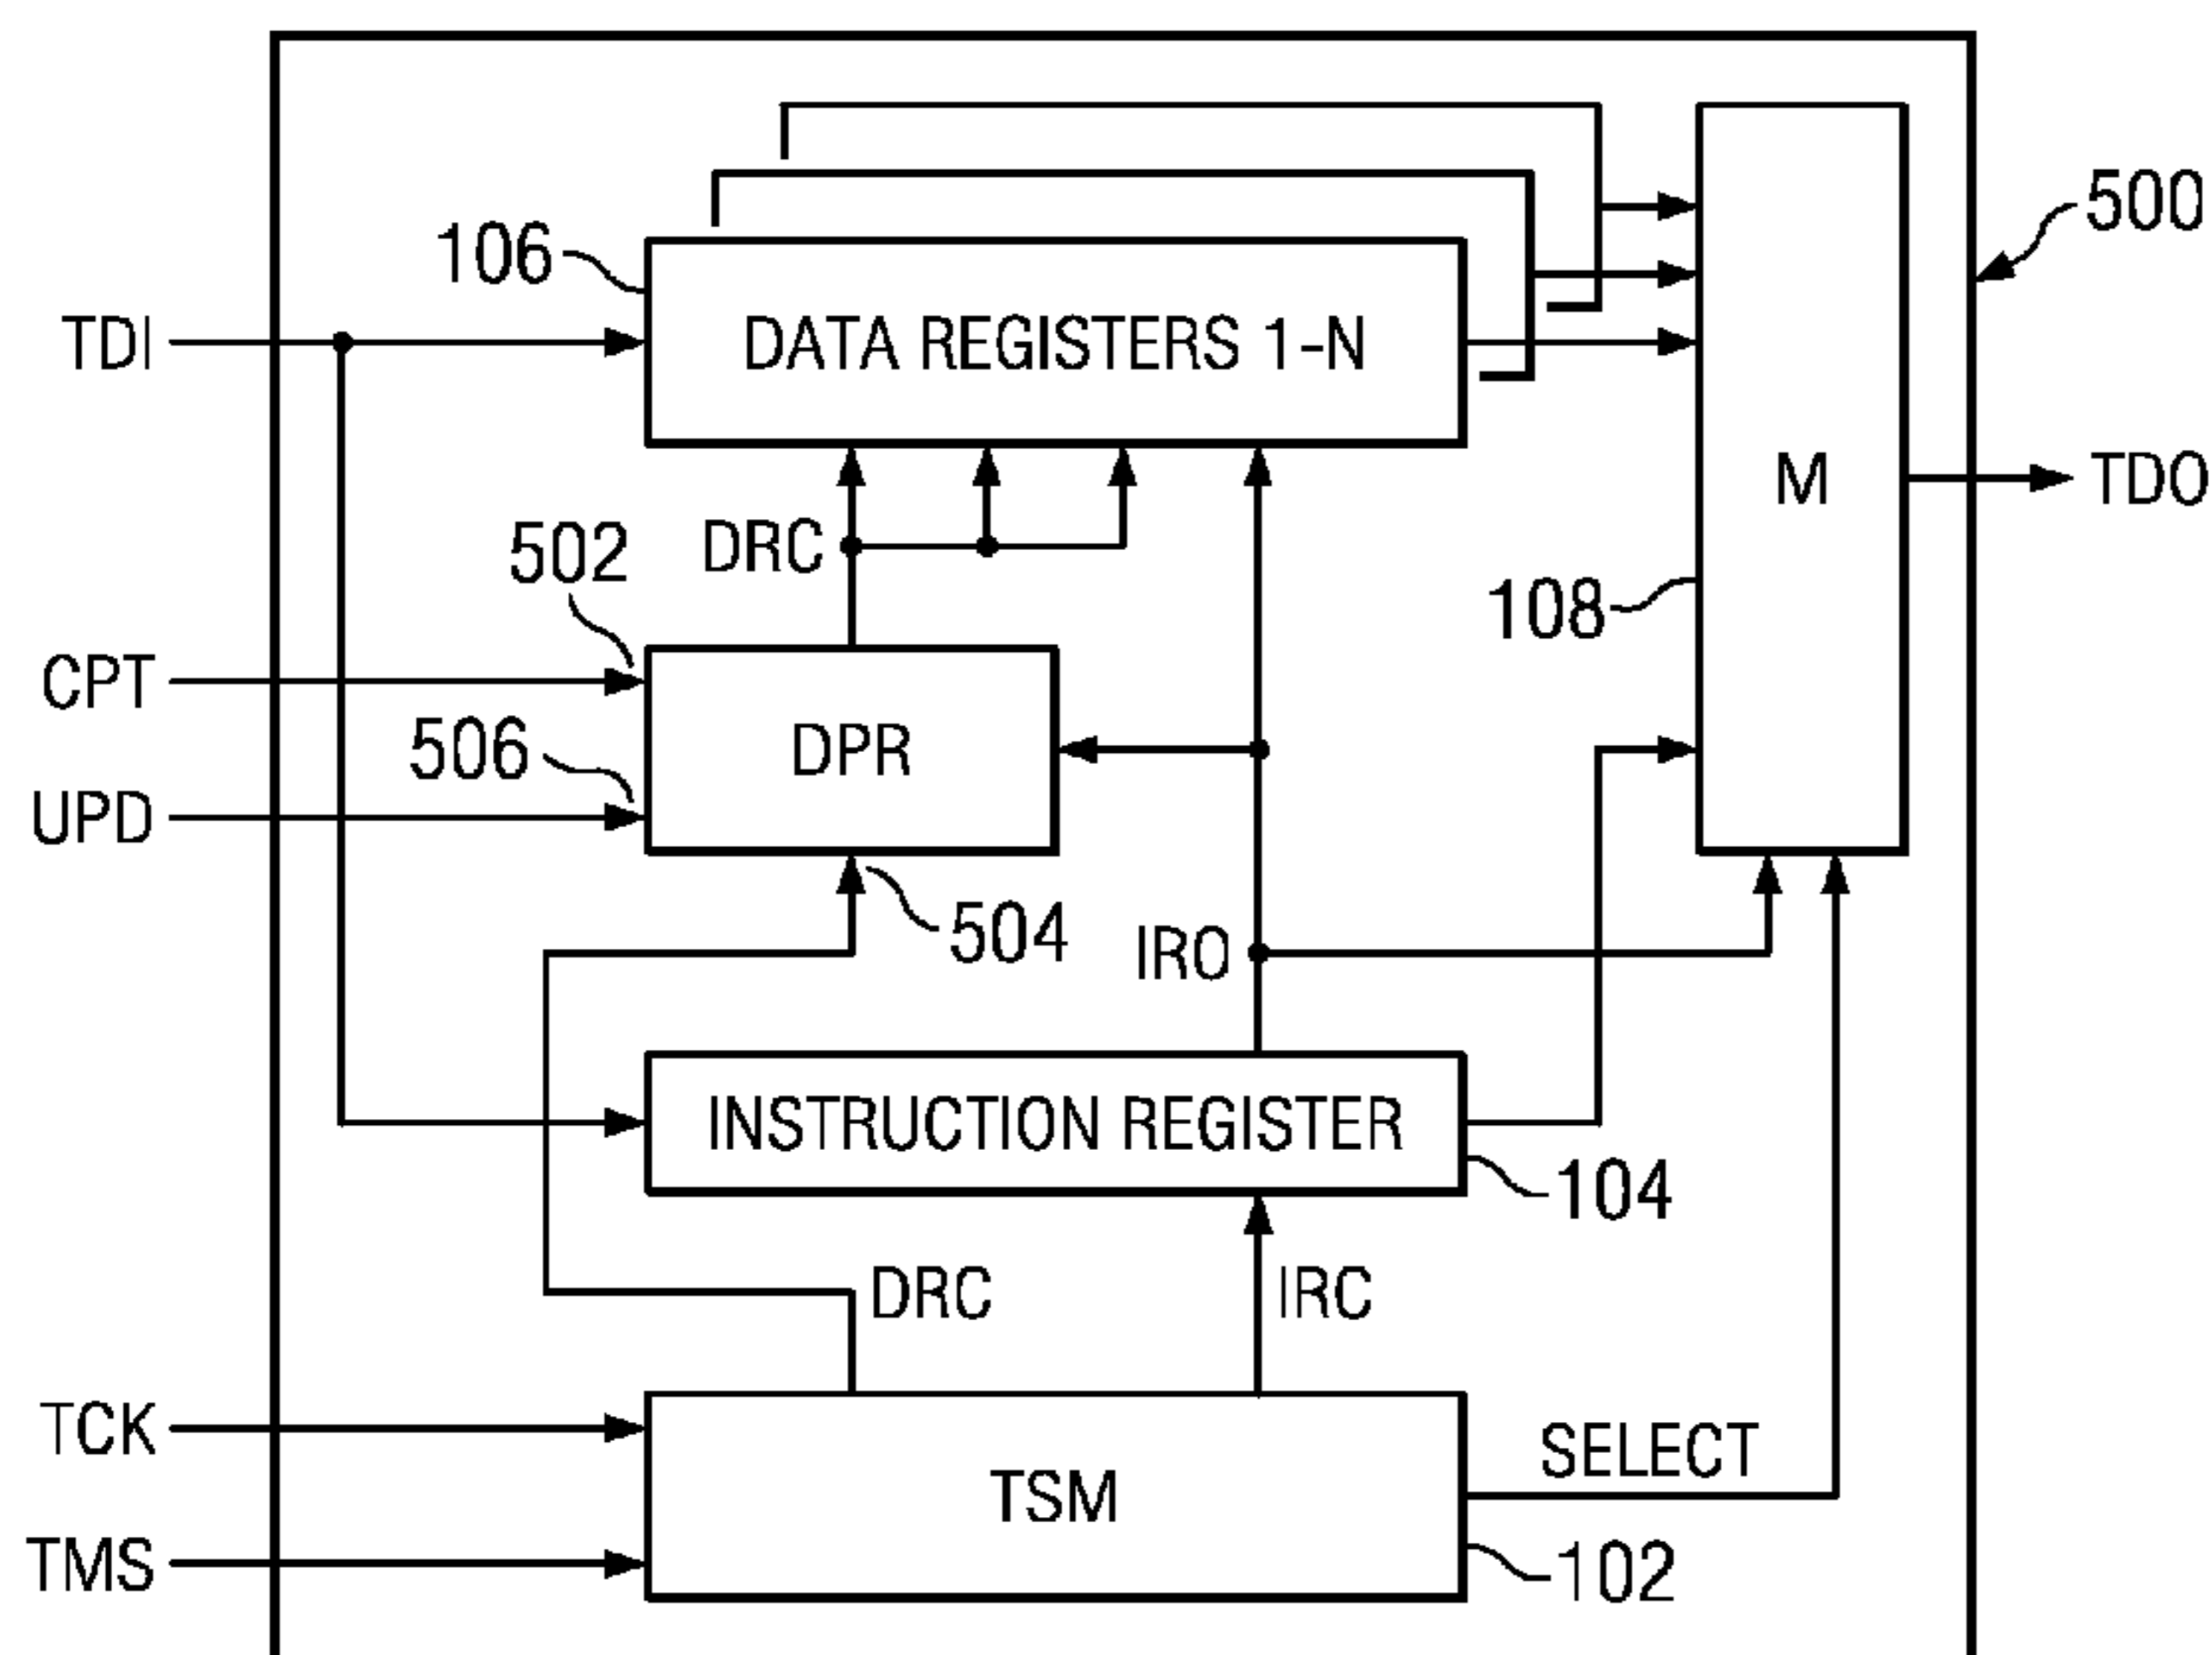 500
106
TDI
DATA REGISTERS 1-N
M
TDO
DRC
502
108
CPT
506
DPR
UPD
504
IRO
INSTRUCTION REGISTER
104
DRC
IRC
TCK
SELECT
TSM
TMS
102